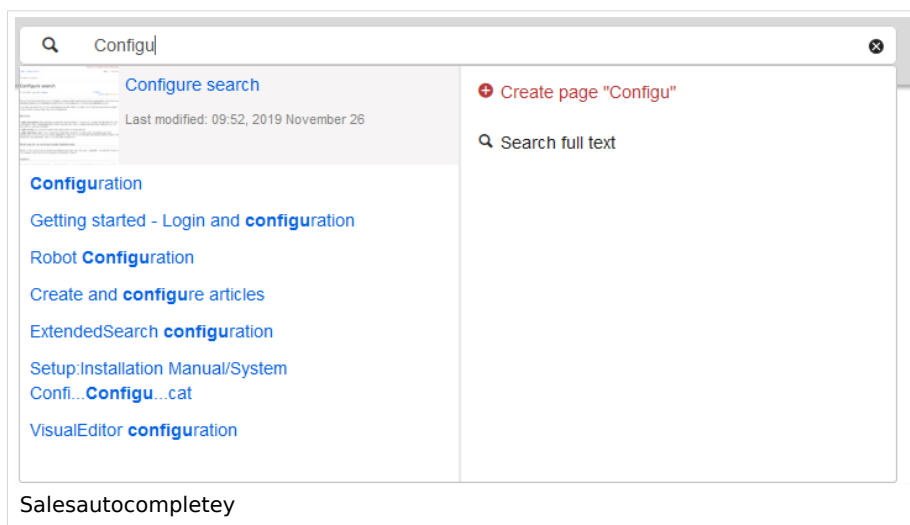 Configu
Configure search
Last modified: 09:52, 2019 November 26
Configuration
Getting started - Login and configuration
Robot Configuration
Create and configure articles
ExtendedSearch configuration
Setup:Installation Manual/System
Confi...Configu...cat
VisualEditor configuration
Create page "Configu"
Search full text
Salesautocompletey